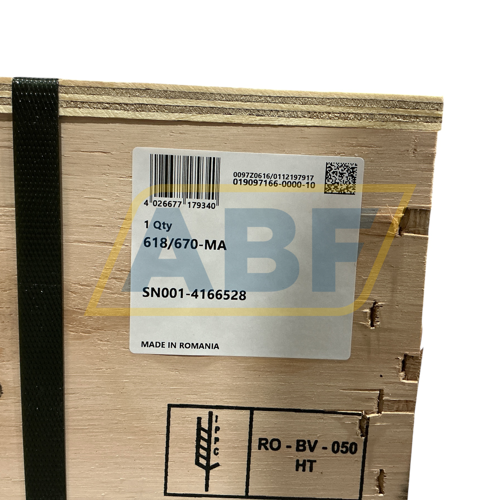 4 026677 179340
0097Z0616/0112197917
019097166-0000-10
1 Qty
618/670-MA
ABF
SN001-4166528
MADE IN ROMANIA
IPPC
RO - BV - 050
HT